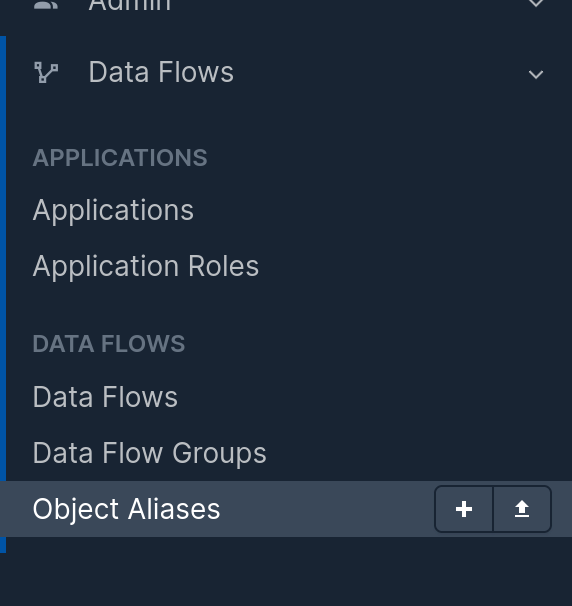 Admin
Data Flows
APPLICATIONS
Applications
Application Roles
DATA FLOWS
Data Flows
Data Flow Groups
Object Aliases